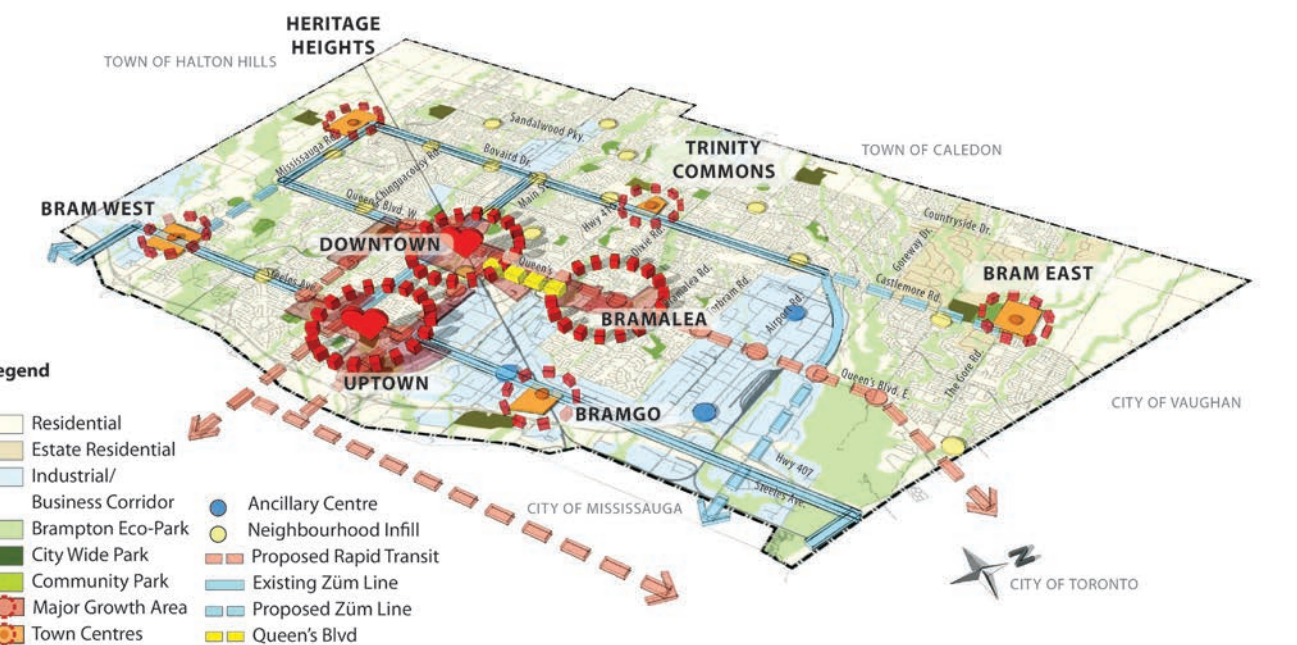 HERITAGE
HEIGHTS
TOWN OF HALTON HILLS
Sandalwood Pky.
TRINITY
COMMONS
TOWN OF CALEDON
Mississauga Rd.
Chinguacousy Rd.
Bovaird Dr.
Queen's Blvd. W.
Main St.
Hwy 410
Dixie Rd.
Countryside Dr.
Goreway Dr.
BRAM WEST
DOWNTOWN
Queen's
BRAM EAST
Castlemore Rd.
Steeles Ave.
BRAMALEA
Airport Rd.
UPTOWN
Queen's Blvd. E.
The Gore Rd.
CITY OF VAUGHAN
BRAMGO
Hwy 407
Steeles Ave.
CITY OF MISSISSAUGA
N
CITY OF TORONTO
egend
Residential
Estate Residential
Industrial/
Business Corridor
Brampton Eco-Park
City Wide Park
Community Park
Major Growth Area
Town Centres
Ancillary Centre
Neighbourhood Infill
Proposed Rapid Transit
Existing Züm Line
Proposed Züm Line
Queen's Blvd